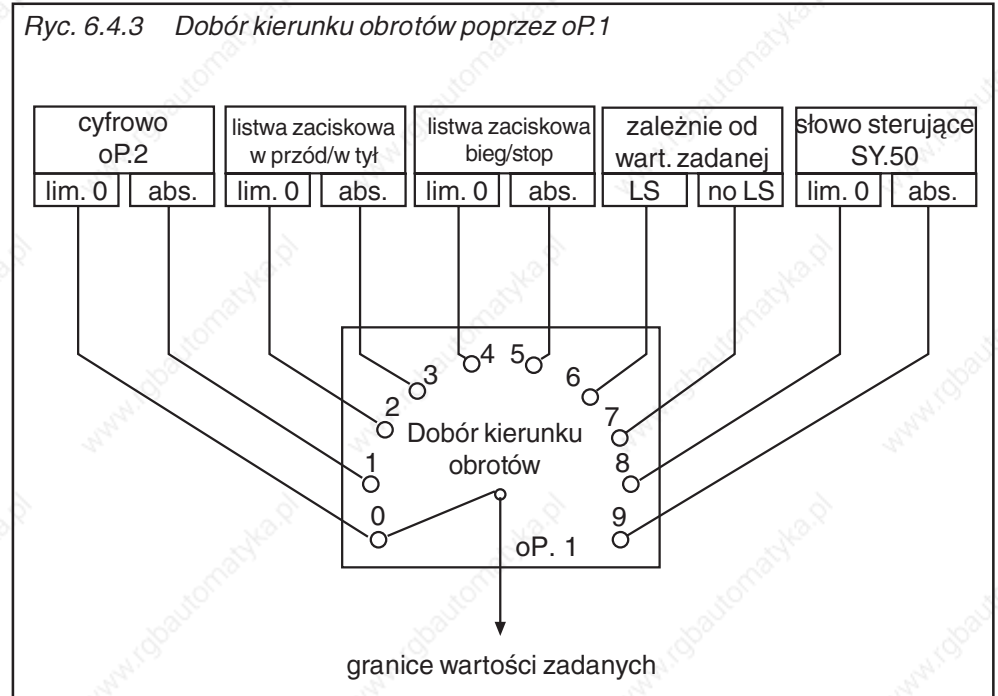 Ryc. 6.4.3 Dobór kierunku obrotów poprzez oP.1
cyfrowo
oP.2
lim. 0 abs.
listwa zaciskowa
w przód/w tył
lim. 0 abs.
listwa zaciskowa
bieg/stop
lim. 0 abs.
zależnie od
wart. zadanej
LS no LS
słowo sterujące
SY.50
lim. 0 abs.
0
1
2
3
4
5
6
7
8
9
Dobór kierunku
obrotów
oP. 1
granice wartości zadanych
www.rgbautomatyka.pl